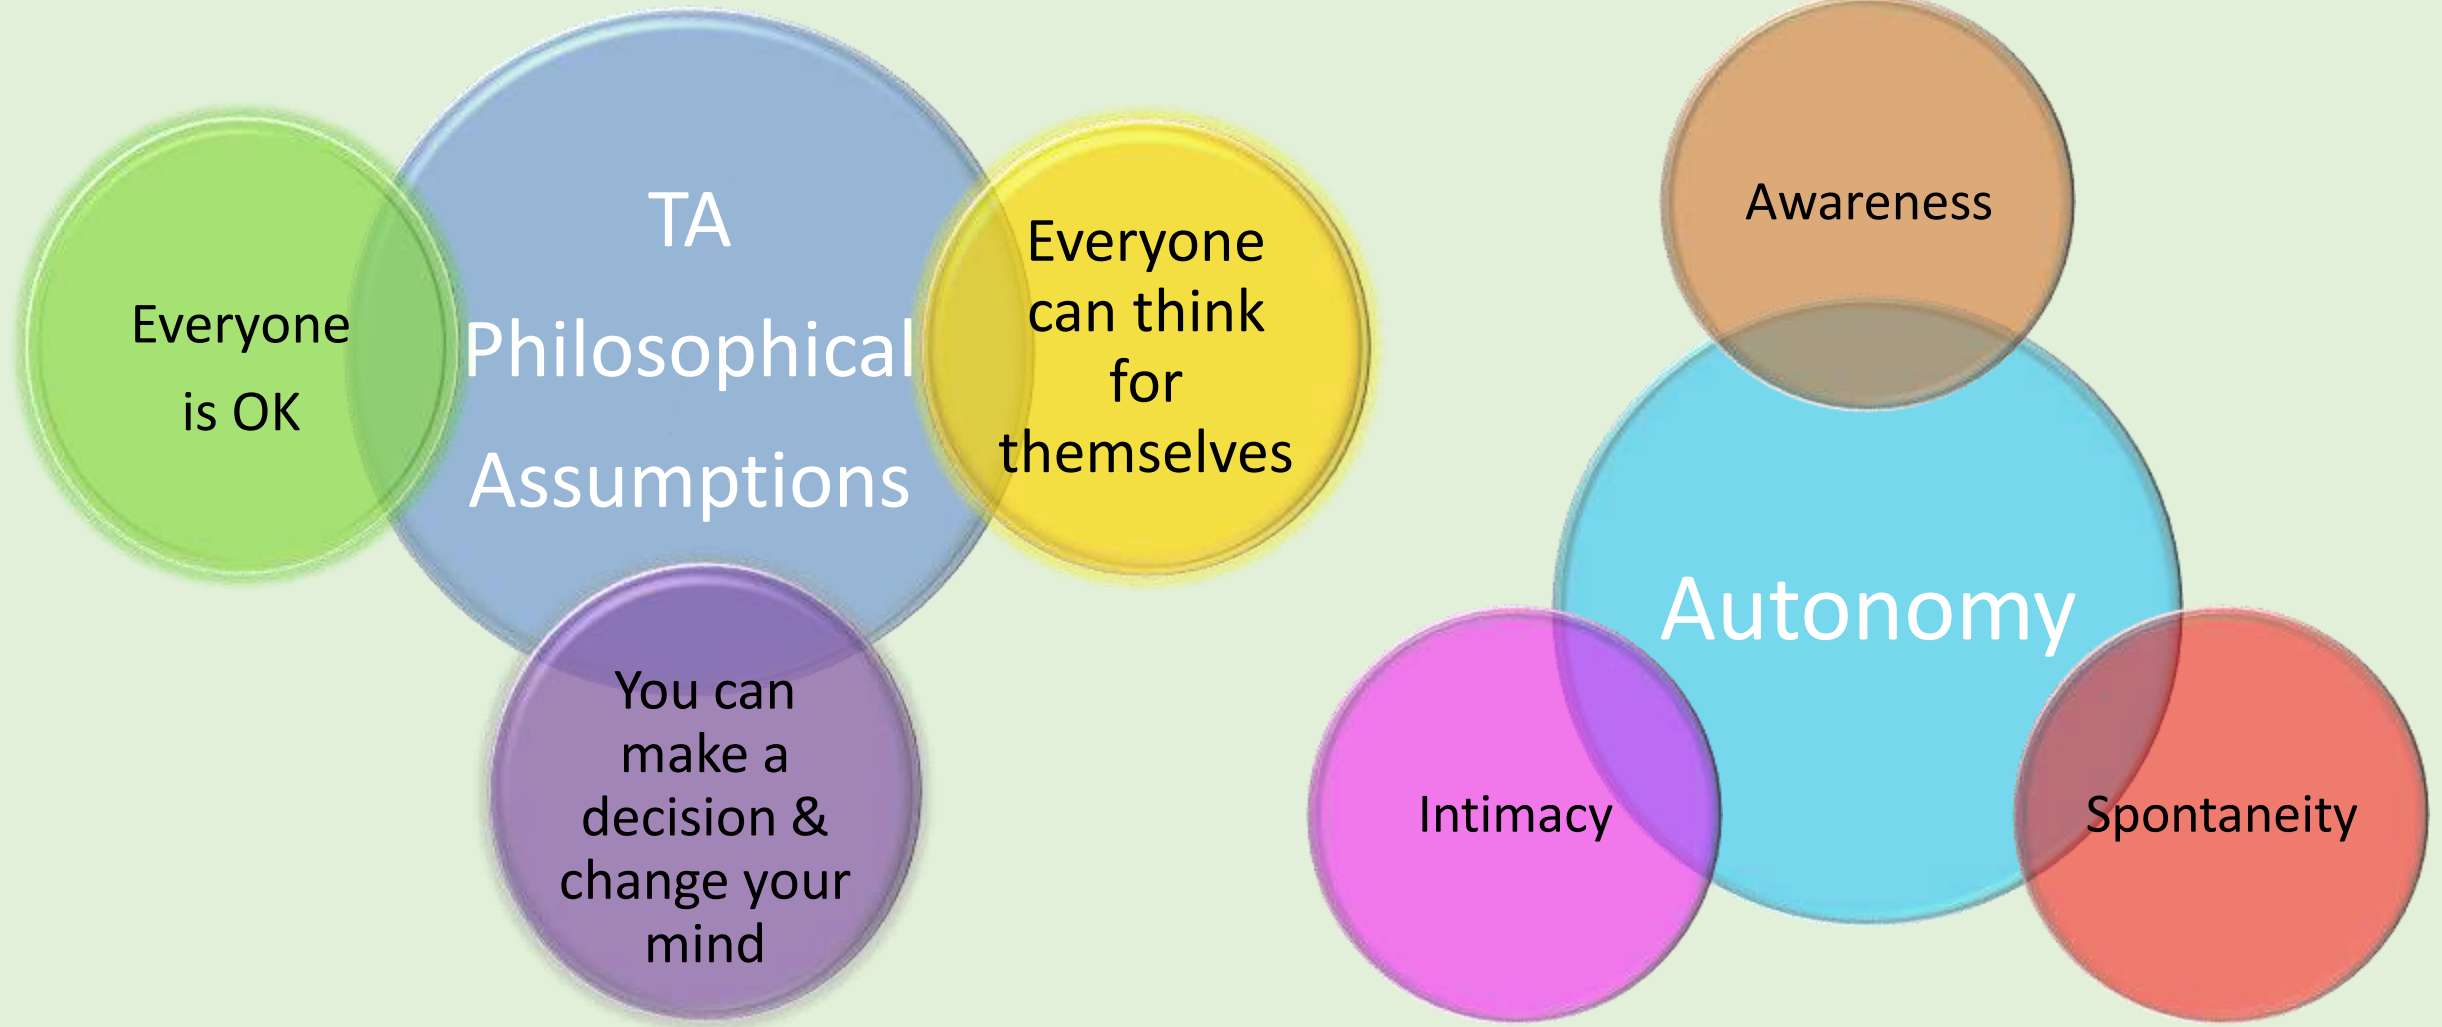 TA
Philosophical
Assumptions
Everyone
is OK
Everyone
can think
for
themselves
You can
make a
decision &
change your
mind
Awareness
Autonomy
Intimacy
Spontaneity